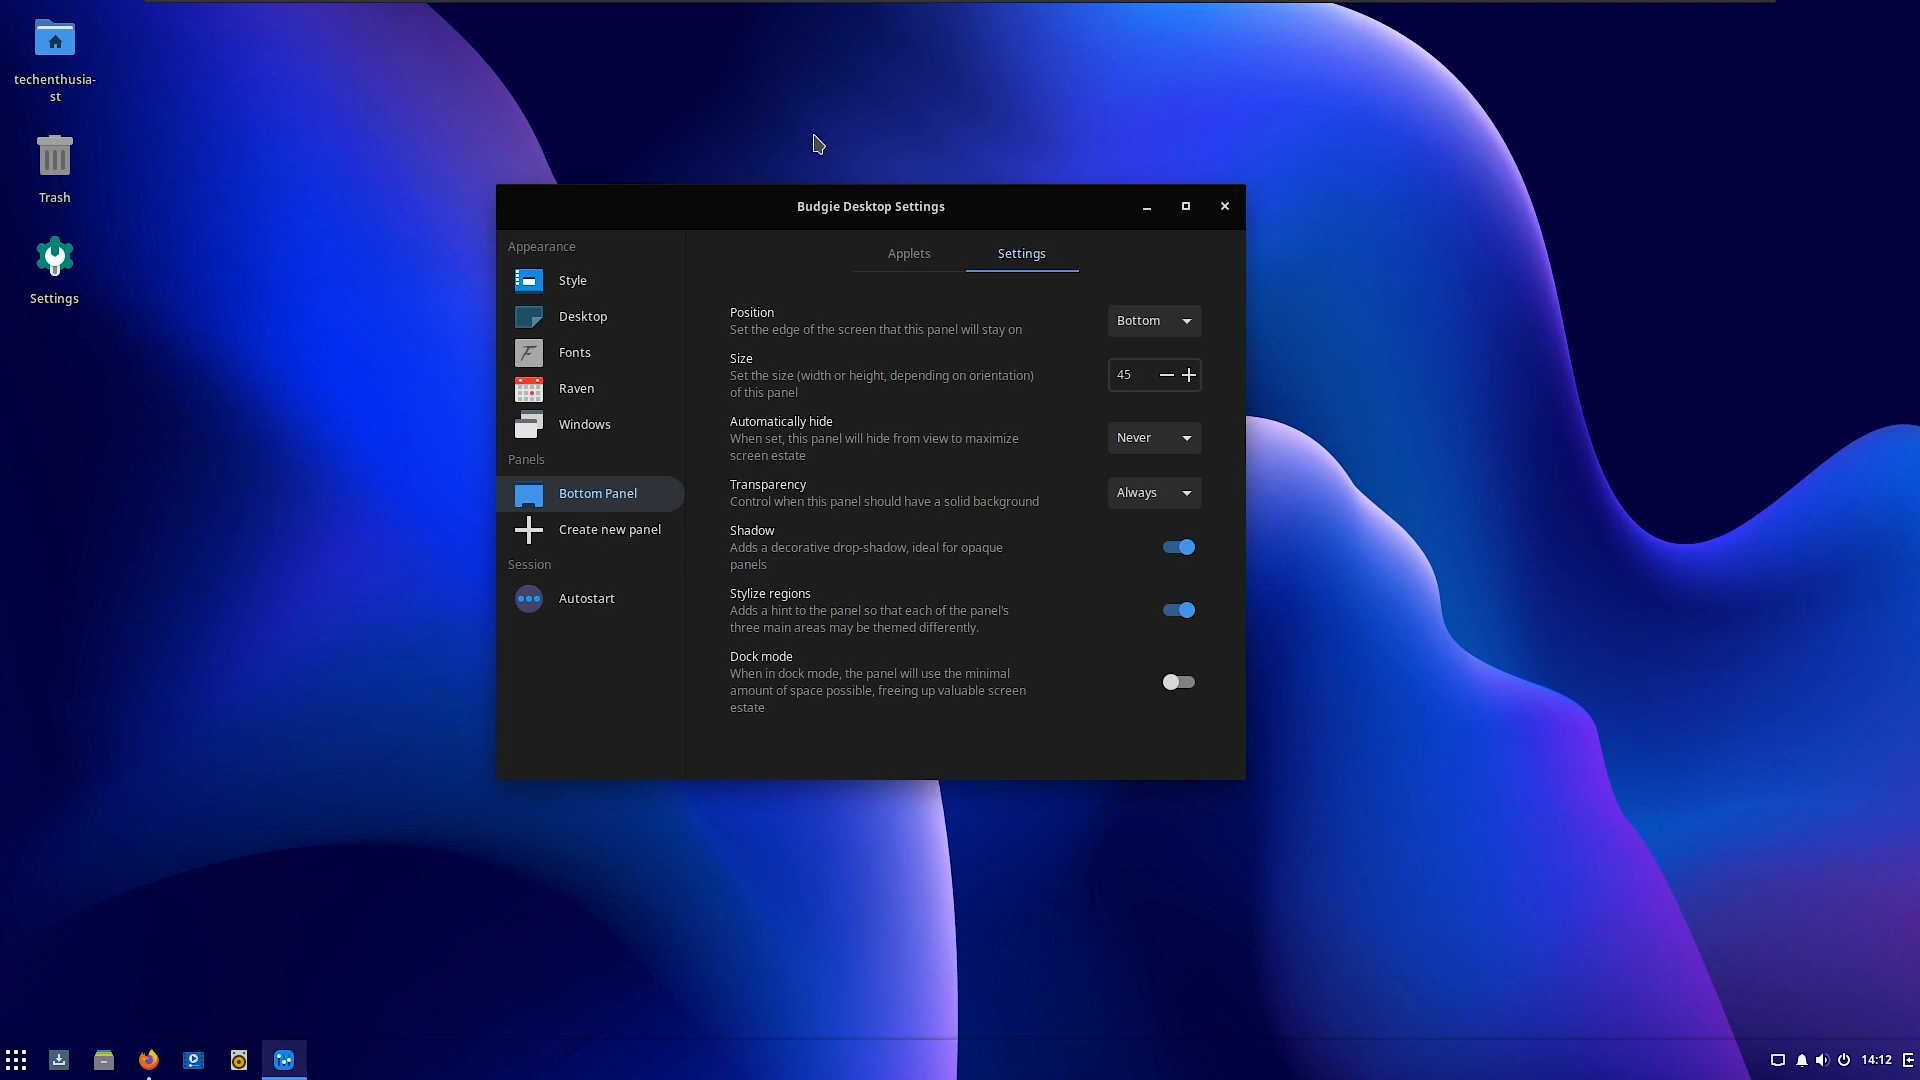 techenthusia-
st
Trash
Settings
Budgie Desktop Settings
Appearance
Style
Desktop
Fonts
Raven
Windows
Panels
Bottom Panel
Create new panel
Session
Autostart
Applets
Settings
Position
Set the edge of the screen that this panel will stay on
Bottom
Size
Set the size (width or height, depending on orientation)
of this panel
45
Automatically hide
When set, this panel will hide from view to maximize
screen estate
Never
Transparency
Control when this panel should have a solid background
Always
Shadow
Adds a decorative drop-shadow, ideal for opaque
panels
Stylize regions
Adds a hint to the panel so that each of the panel's
three main areas may be themed differently.
Dock mode
When in dock mode, the panel will use the minimal
amount of space possible, freeing up valuable screen
estate
14:12